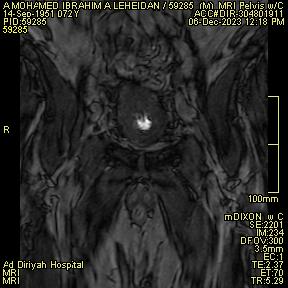 A MOHAMED IBRAHIM A LEHEIDAN / 59285 (M) MRI Pelvis w/C
14-Sep-1951 072Y ACC#DIR-304801911
PID:59285 06-Dec-2023 12:18 PM
59285
R
100mm
mDIXON_w C
SE:2201
IM:234
DFOV:300
3.5mm
EC:1
Ad Diriyah Hospital TE:2.37
MRI ET:70
MRI TR:5.29